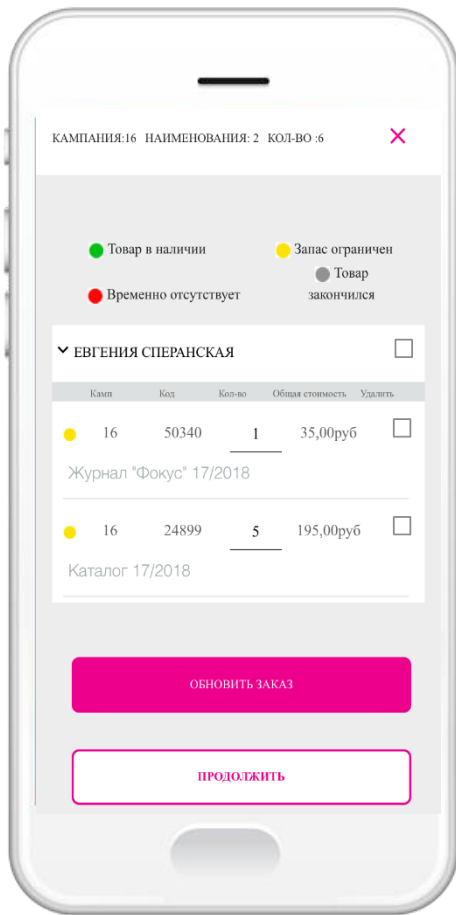 КАМПАНИЯ:16 НАИМЕНОВАНИЯ: 2 КОЛ-ВО :6
Товар в наличии
Запас ограничен
Временно отсутствует
Товар
закончился
ЕВГЕНИЯ СПЕРАНСКАЯ
Камп Код Кол-во Общая стоимость Удалить
16 50340 1 35,00руб
Журнал "Фокус" 17/2018
16 24899 5 195,00руб
Каталог 17/2018
ОБНОВИТЬ ЗАКАЗ
ПРОДОЛЖИТЬ